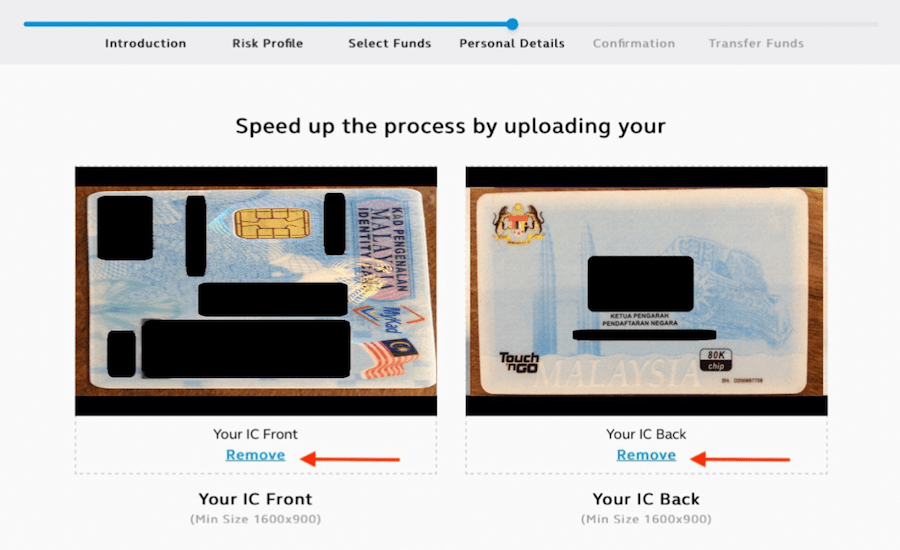 Introduction
Risk Profile
Select Funds
Personal Details
Confirmation
Transfer Funds
Speed up the process by uploading your
KAD PENGENALAN
MALAYSIA
IDENTITY CARD
MyKad
KETUA PENGARAH
PENDAFTARAN NEGARA
Touch
'nGO
80K
chip
MALAYSIA
Your IC Front
Remove
Your IC Back
Remove
Your IC Front
(Min Size 1600x900)
Your IC Back
(Min Size 1600x900)